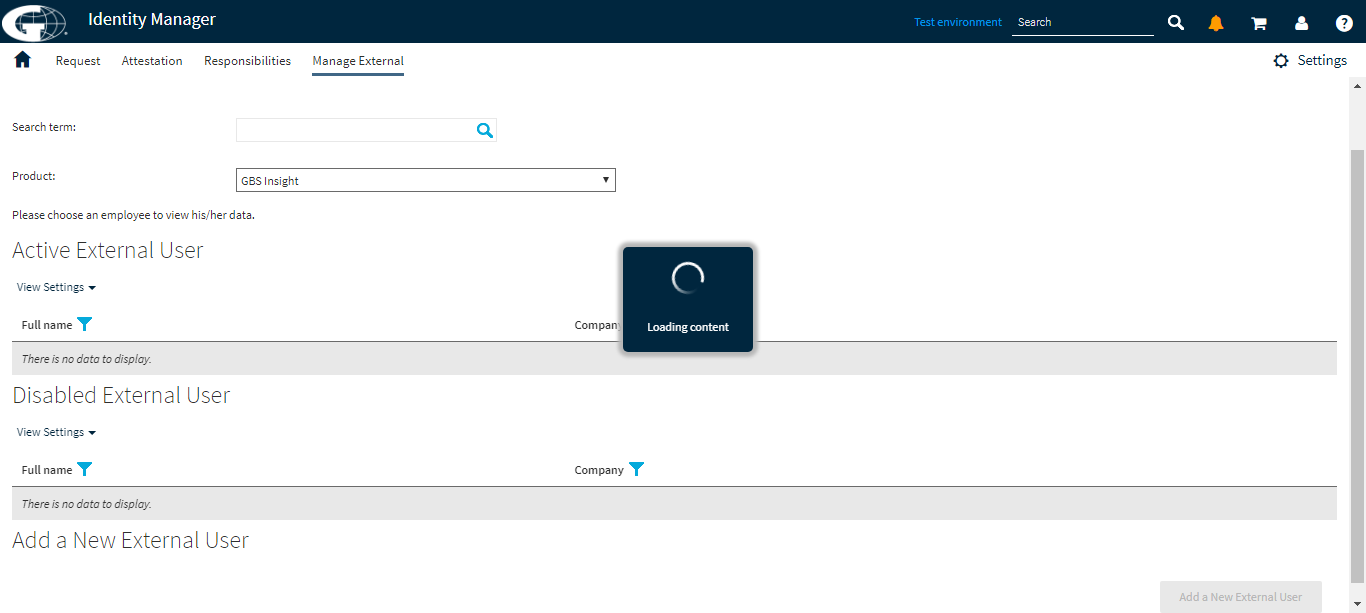 Identity Manager
Test environment
Search
?
Request
Attestation
Responsibilities
Manage External
Settings
Search term:
Product:
GBS Insight
Please choose an employee to view his/her data.
Active External User
View Settings
Full name
Company
There is no data to display.
Loading content
Disabled External User
View Settings
Full name
Company
There is no data to display.
Add a New External User
Add a New External User